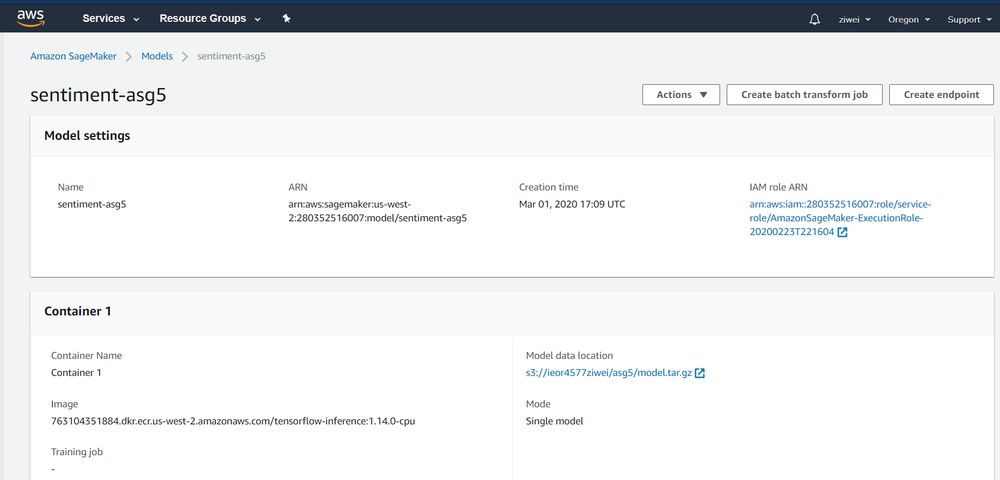 aws
Services
Resource Groups
ziwei
Oregon
Support
Amazon SageMaker
Models
sentiment-asg5
sentiment-asg5
Actions
Create batch transform job
Create endpoint
Model settings
Name
sentiment-asg5
ARN
arn:aws:sagemaker:us-west-
2:280352516007:model/sentiment-asg5
Creation time
Mar 01, 2020 17:09 UTC
IAM role ARN
arn:aws:iam::280352516007:role/service-
role/AmazonSageMaker-ExecutionRole-
20200223T221604
Container 1
Container Name
Container 1
Image
763104351884.dkr.ecr.us-west-2.amazonaws.com/tensorflow-inference:1.14.0-cpu
Training job
-
Model data location
s3://ieor4577ziwei/asg5/model.tar.gz
Mode
Single model